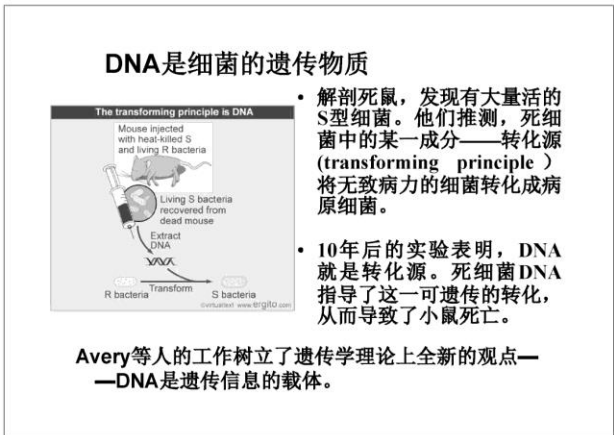 DNA是细菌的遗传物质
The transforming principle is DNA
Mouse injected
with heat-killed S
and living R bacteria
Living S bacteria
recovered from
dead mouse
Extract
DNA
R bacteria
Transform
S bacteria
©virtualtext www.ergito.com
• 解剖死鼠，发现有大量活的
S型细菌。他们推测，死细
菌中的某一成分——转化源
(transforming principle）
将无致病力的细菌转化成病
原细菌。
• 10年后的实验表明，DNA
就是转化源。死细菌DNA
指导了这一可遗传的转化，
从而导致了小鼠死亡。
Avery等人的工作树立了遗传学理论上全新的观点—
—DNA是遗传信息的载体。